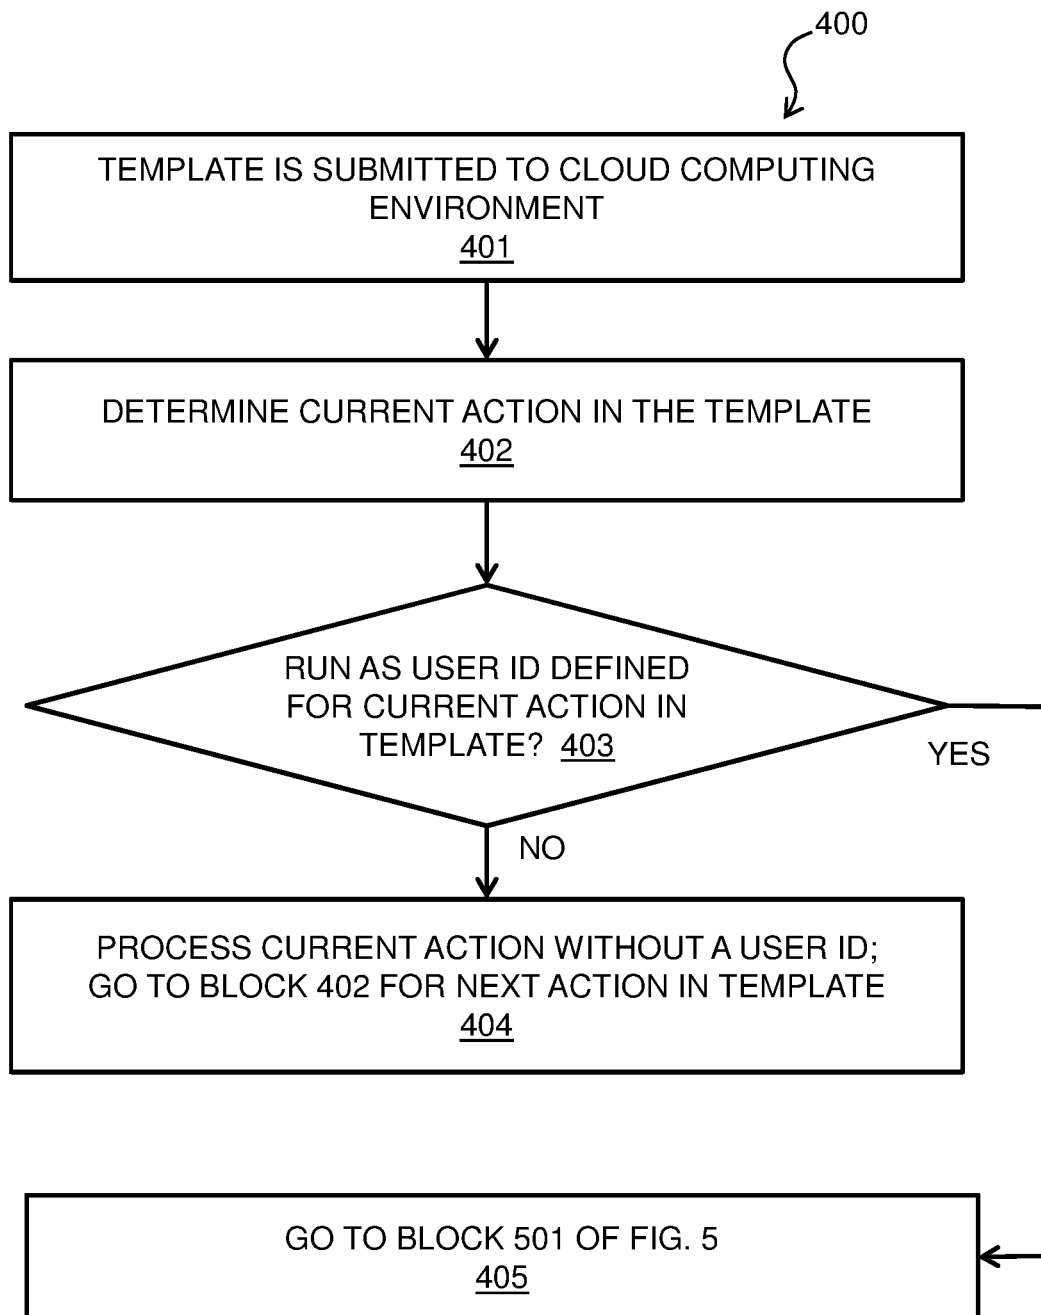 400
TEMPLATE IS SUBMITTED TO CLOUD COMPUTING
ENVIRONMENT
401
DETERMINE CURRENT ACTION IN THE TEMPLATE
402
RUN AS USER ID DEFINED
FOR CURRENT ACTION IN
TEMPLATE? 403
YES
NO
PROCESS CURRENT ACTION WITHOUT A USER ID;
GO TO BLOCK 402 FOR NEXT ACTION IN TEMPLATE
404
GO TO BLOCK 501 OF FIG. 5
405